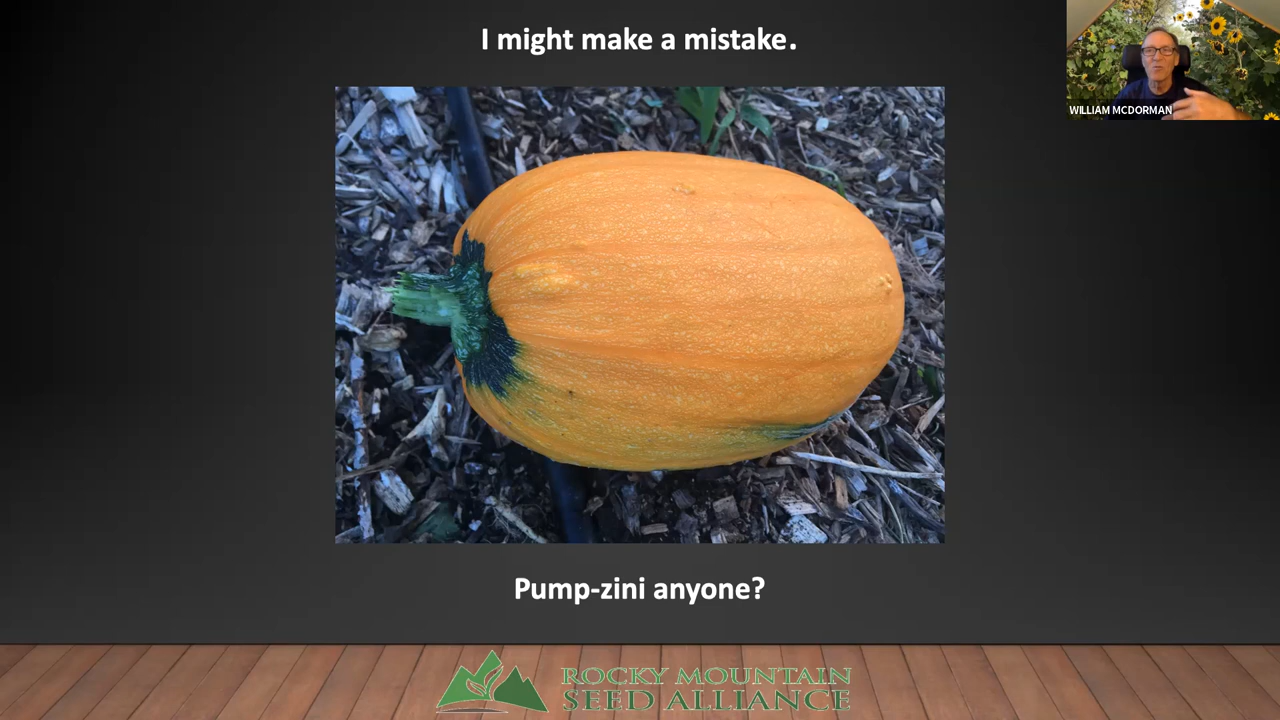 I might make a mistake.
WILLIAM MCDORMAN
Pump-zini anyone?
ROCKY MOUNTAIN
SEED ALLIANCE